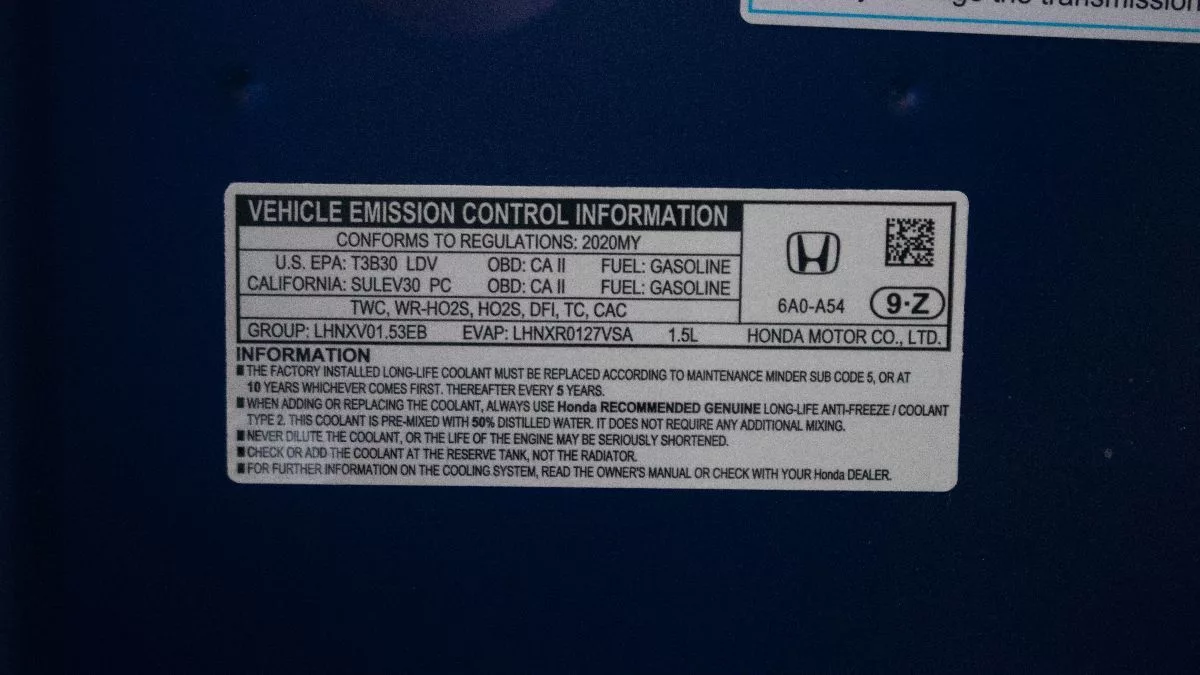 the transmission
VEHICLE EMISSION CONTROL INFORMATION
CONFORMS TO REGULATIONS: 2020MY
U.S. EPA: T3B30 LDV OBD: CA II FUEL: GASOLINE
CALIFORNIA: SULEV30 PC OBD: CA II FUEL: GASOLINE
TWC, WR-HO2S, HO2S, DFI, TC, CAC
6A0-A54 9·Z
GROUP: LHNXV01.53EB EVAP: LHNXR0127VSA 1.5L HONDA MOTOR CO., LTD.
INFORMATION
■THE FACTORY INSTALLED LONG-LIFE COOLANT MUST BE REPLACED ACCORDING TO MAINTENANCE MINDER SUB CODE 5, OR AT
10 YEARS WHICHEVER COMES FIRST. THEREAFTER EVERY 5 YEARS.
■WHEN ADDING OR REPLACING THE COOLANT, ALWAYS USE Honda RECOMMENDED GENUINE LONG-LIFE ANTI-FREEZE / COOLANT
TYPE 2. THIS COOLANT IS PRE-MIXED WITH 50% DISTILLED WATER. IT DOES NOT REQUIRE ANY ADDITIONAL MIXING.
■NEVER DILUTE THE COOLANT, OR THE LIFE OF THE ENGINE MAY BE SERIOUSLY SHORTENED.
■CHECK OR ADD THE COOLANT AT THE RESERVE TANK, NOT THE RADIATOR.
■FOR FURTHER INFORMATION ON THE COOLING SYSTEM, READ THE OWNER'S MANUAL OR CHECK WITH YOUR Honda DEALER.